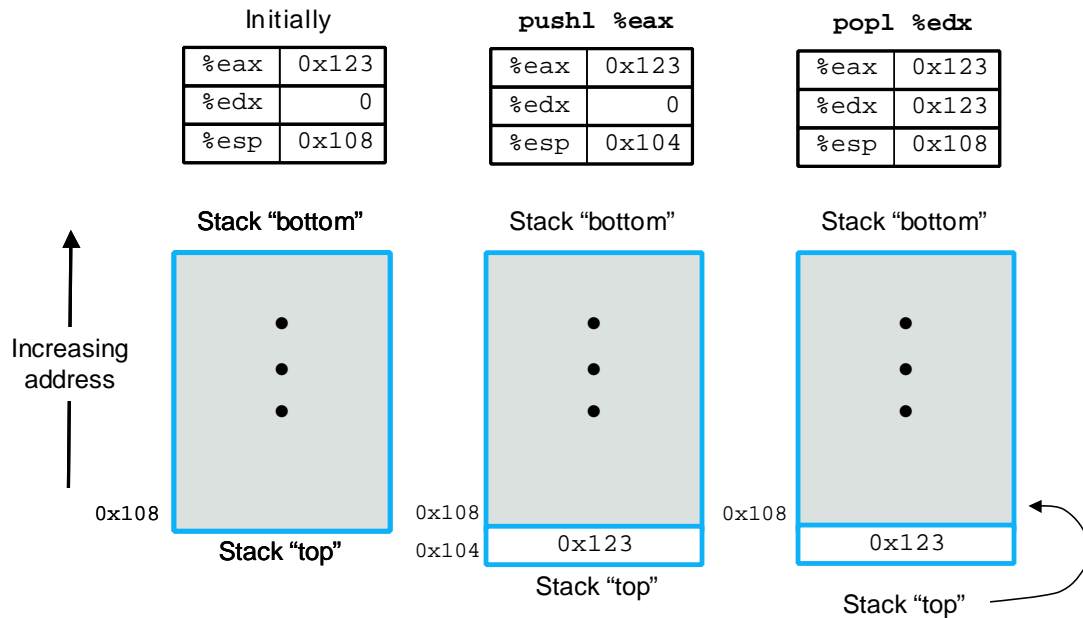 Initially
%eax 0x123
%edx 0
%esp 0x108
pushl %eax
%eax 0x123
%edx 0
%esp 0x104
popl %edx
%eax 0x123
%edx 0x123
%esp 0x108
Increasing
address
Stack “bottom”
0x108
Stack “top”
Stack “bottom”
0x108
0x104
0x123
Stack “top”
Stack “bottom”
0x108
0x123
Stack “top”